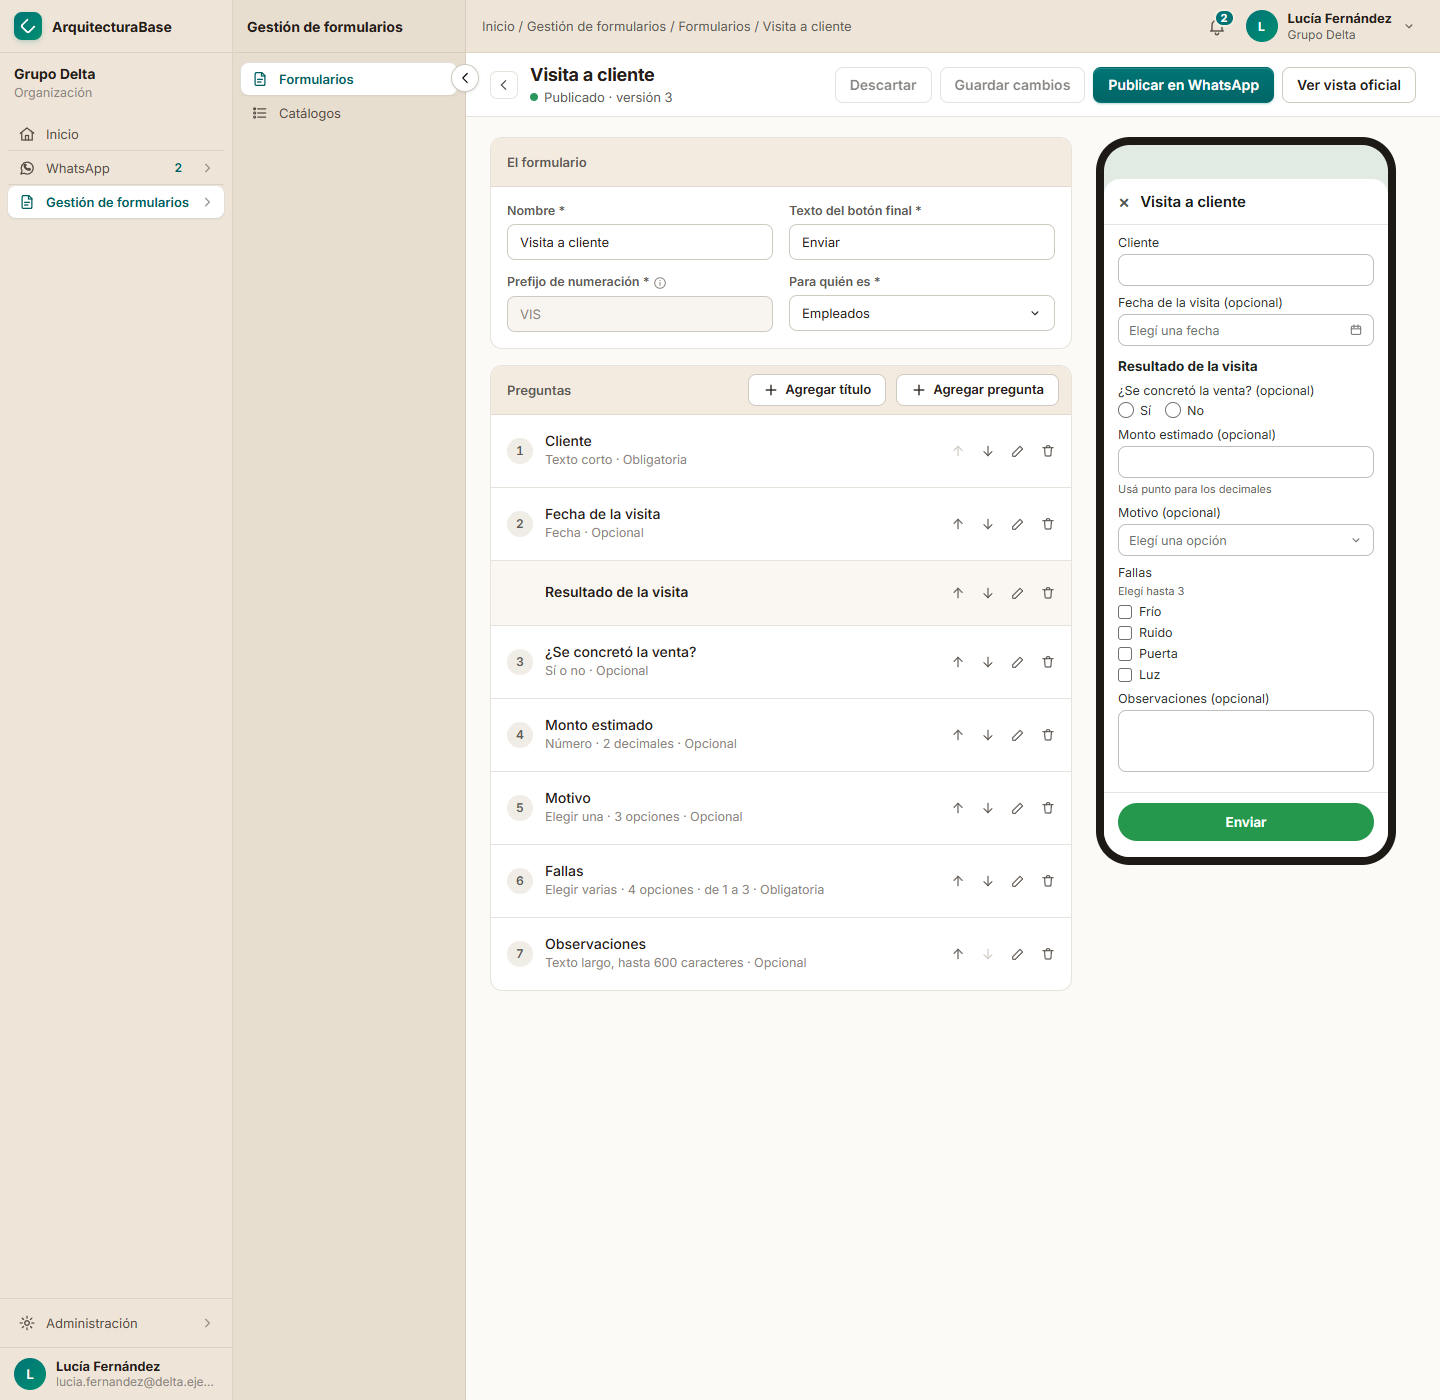 ArquitecturaBase
Grupo Delta
Organización
Inicio
WhatsApp 2
Gestión de formularios
Administración
L
Lucía Fernández
lucia.fernandez@delta.eje...
Gestión de formularios
Formularios
Catálogos
Inicio / Gestión de formularios / Formularios / Visita a cliente
2
L
Lucía Fernández
Grupo Delta
Visita a cliente
Publicado · versión 3
Descartar
Guardar cambios
Publicar en WhatsApp
Ver vista oficial
El formulario
Nombre *
Visita a cliente
Texto del botón final *
Enviar
Prefijo de numeración *
VIS
Para quién es *
Empleados
Preguntas
Agregar título
Agregar pregunta
1
Cliente
Texto corto · Obligatoria
2
Fecha de la visita
Fecha · Opcional
Resultado de la visita
3
¿Se concretó la venta?
Sí o no · Opcional
4
Monto estimado
Número · 2 decimales · Opcional
5
Motivo
Elegir una · 3 opciones · Opcional
6
Fallas
Elegir varias · 4 opciones · de 1 a 3 · Obligatoria
7
Observaciones
Texto largo, hasta 600 caracteres · Opcional
Visita a cliente
Cliente
Fecha de la visita (opcional)
Elegí una fecha
Resultado de la visita
¿Se concretó la venta? (opcional)
Sí No
Monto estimado (opcional)
Usá punto para los decimales
Motivo (opcional)
Elegí una opción
Fallas
Elegí hasta 3
Frío
Ruido
Puerta
Luz
Observaciones (opcional)
Enviar